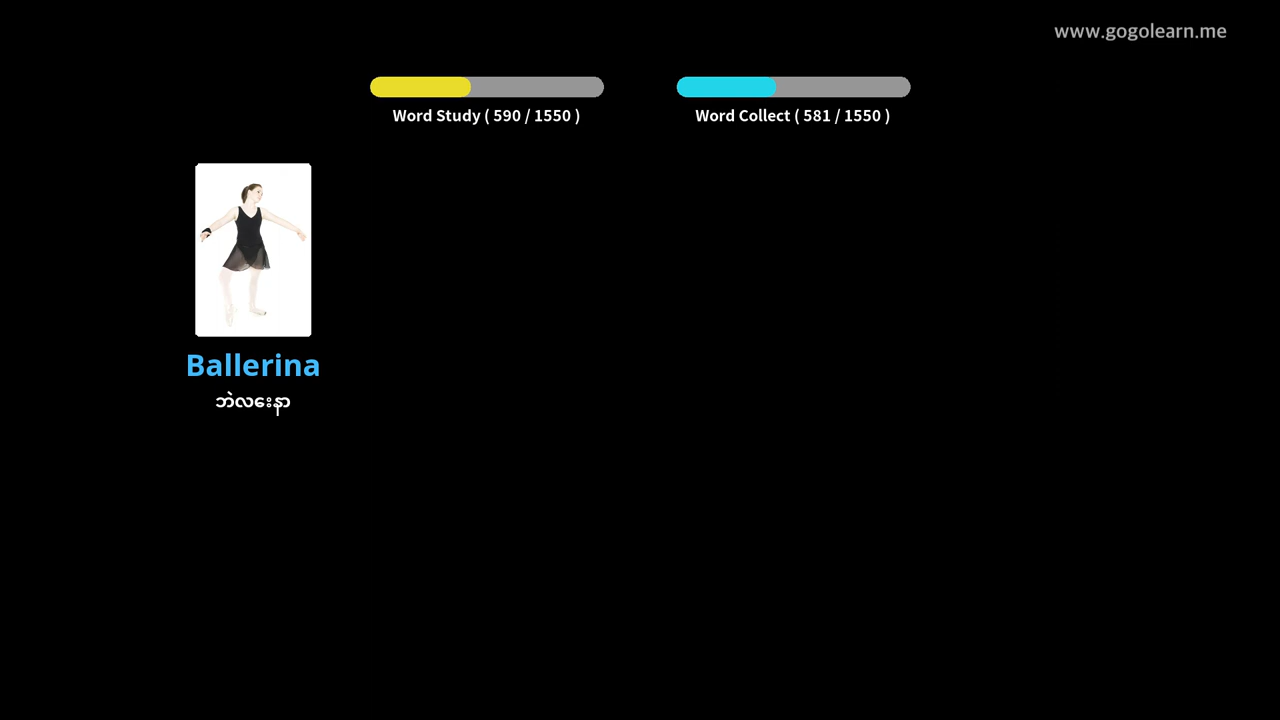 www.gogolearn.me
Word Study ( 590 / 1550 )
Word Collect ( 581 / 1550 )
Ballerina
ဘဲလေးနာ